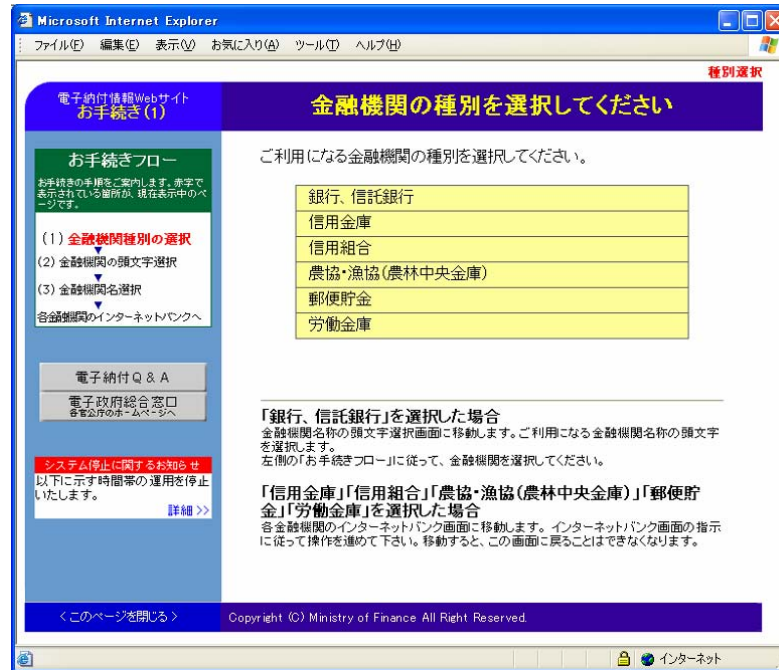 Microsoft Internet Explorer
ファイル(F) 編集(E) 表示(V) お気に入り(A) ツール(T) ヘルプ(H)
種別選択
電子納付情報Webサイト
お手続き(1)
金融機関の種別を選択してください
お手続きフロー
お手続きの手順をご案内します。赤字で
表示されている箇所が、現在表示中のペ
ージです。
(1) 金融機関種別の選択
(2) 金融機関の頭文字選択
(3) 金融機関名選択
各金融機関のインターネットバンクへ
電子納付Q & A
電子政府総合窓口
各官公庁のホームページへ
システム停止に関するお知らせ
以下に示す時間帯の運用を停止
いたします。
詳細 >>
ご利用になる金融機関の種別を選択してください。
銀行、信託銀行
信用金庫
信用組合
農協・漁協(農林中央金庫)
郵便貯金
労働金庫
「銀行、信託銀行」を選択した場合
金融機関名称の頭文字選択画面に移動します。ご利用になる金融機関名称の頭文字
を選択します。
左側の「お手続きフロー」に従って、金融機関を選択してください。
「信用金庫」「信用組合」「農協・漁協(農林中央金庫)」「郵便貯
金」「労働金庫」を選択した場合
各金融機関のインターネットバンク画面に移動します。インターネットバンク画面の指示
に従って操作を進めて下さい。移動すると、この画面に戻ることはできなくなります。
<このページを閉じる>
Copyright (C) Ministry of Finance All Right Reserved.
インターネット